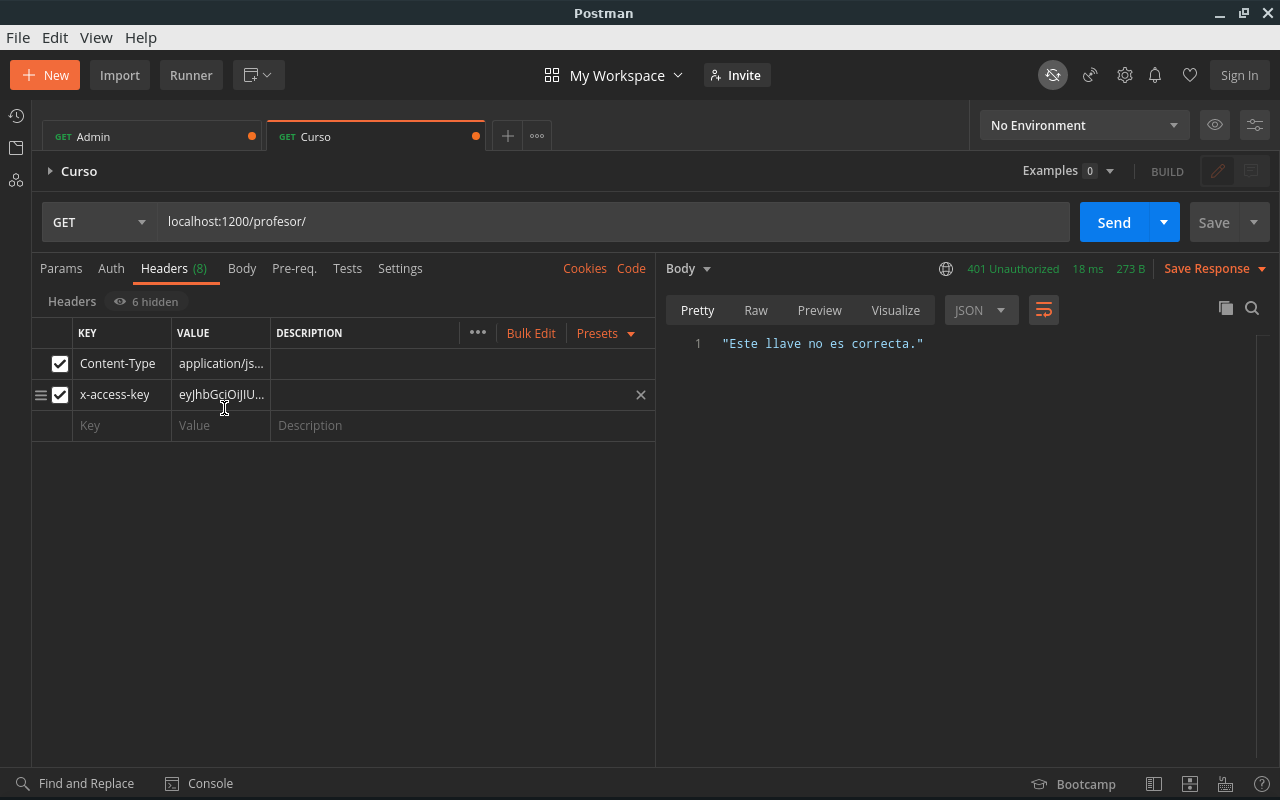 Postman
File Edit View Help
New Import Runner My Workspace Invite Sign In
GET Admin GET Curso No Environment
Curso Examples 0 BUILD
GET localhost:1200/profesor/ Send Save
Params Auth Headers (8) Body Pre-req. Tests Settings Cookies Code
Body 401 Unauthorized 18 ms 273 B Save Response
Headers 6 hidden
Pretty Raw Preview Visualize JSON
KEY VALUE DESCRIPTION Bulk Edit Presets
1 "Este llave no es correcta."
Content-Type application/js...
x-access-key eyJhbGciOiJIU...
Key Value Description
Find and Replace Console Bootcamp